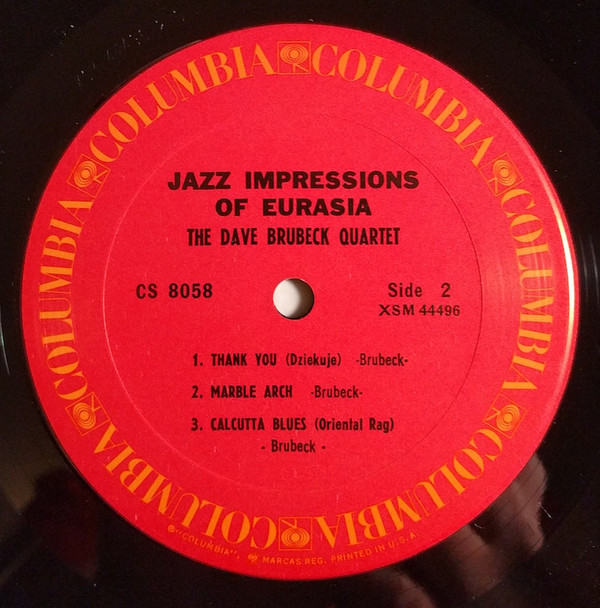 COLUMBIA COLUMBIA COLUMBIA COLUMBIA COLUMBIA COLUMBIA
JAZZ IMPRESSIONS
OF EURASIA
THE DAVE BRUBECK QUARTET
CS 8058
Side 2
XSM 44496
1. THANK YOU (Dziekuje) -Brubeck-
2. MARBLE ARCH -Brubeck-
3. CALCUTTA BLUES (Oriental Rag)
- Brubeck -
"COLUMBIA", MARCAS REG. PRINTED IN U.S.A.